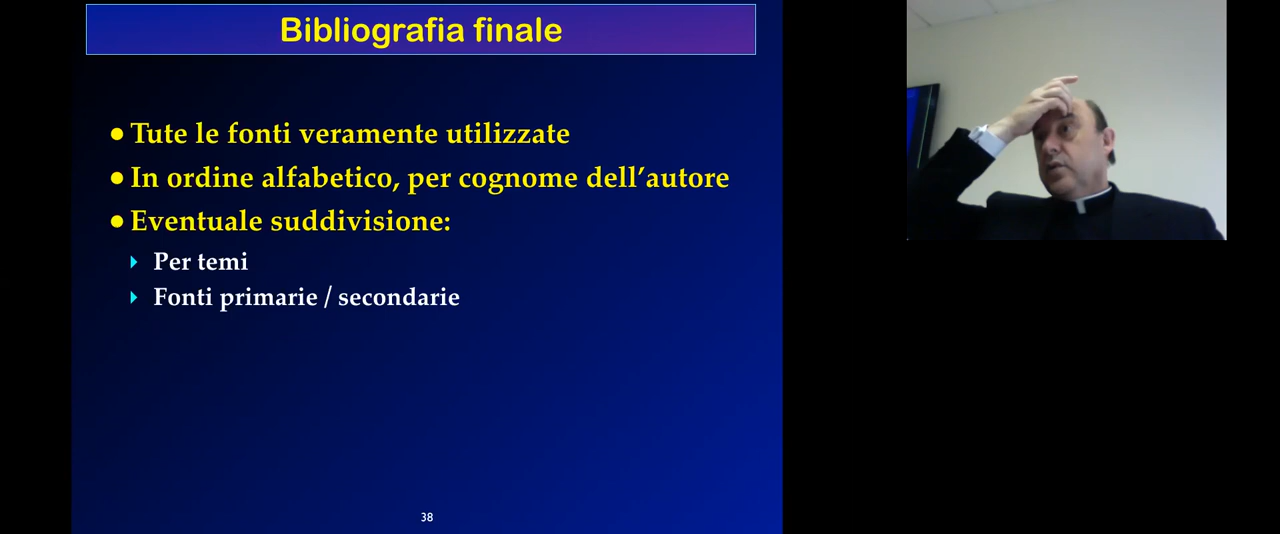 Bibliografia finale
Tute le fonti veramente utilizzate
In ordine alfabetico, per cognome dell’autore
Eventuale suddivisione:
Per temi
Fonti primarie / secondarie
38